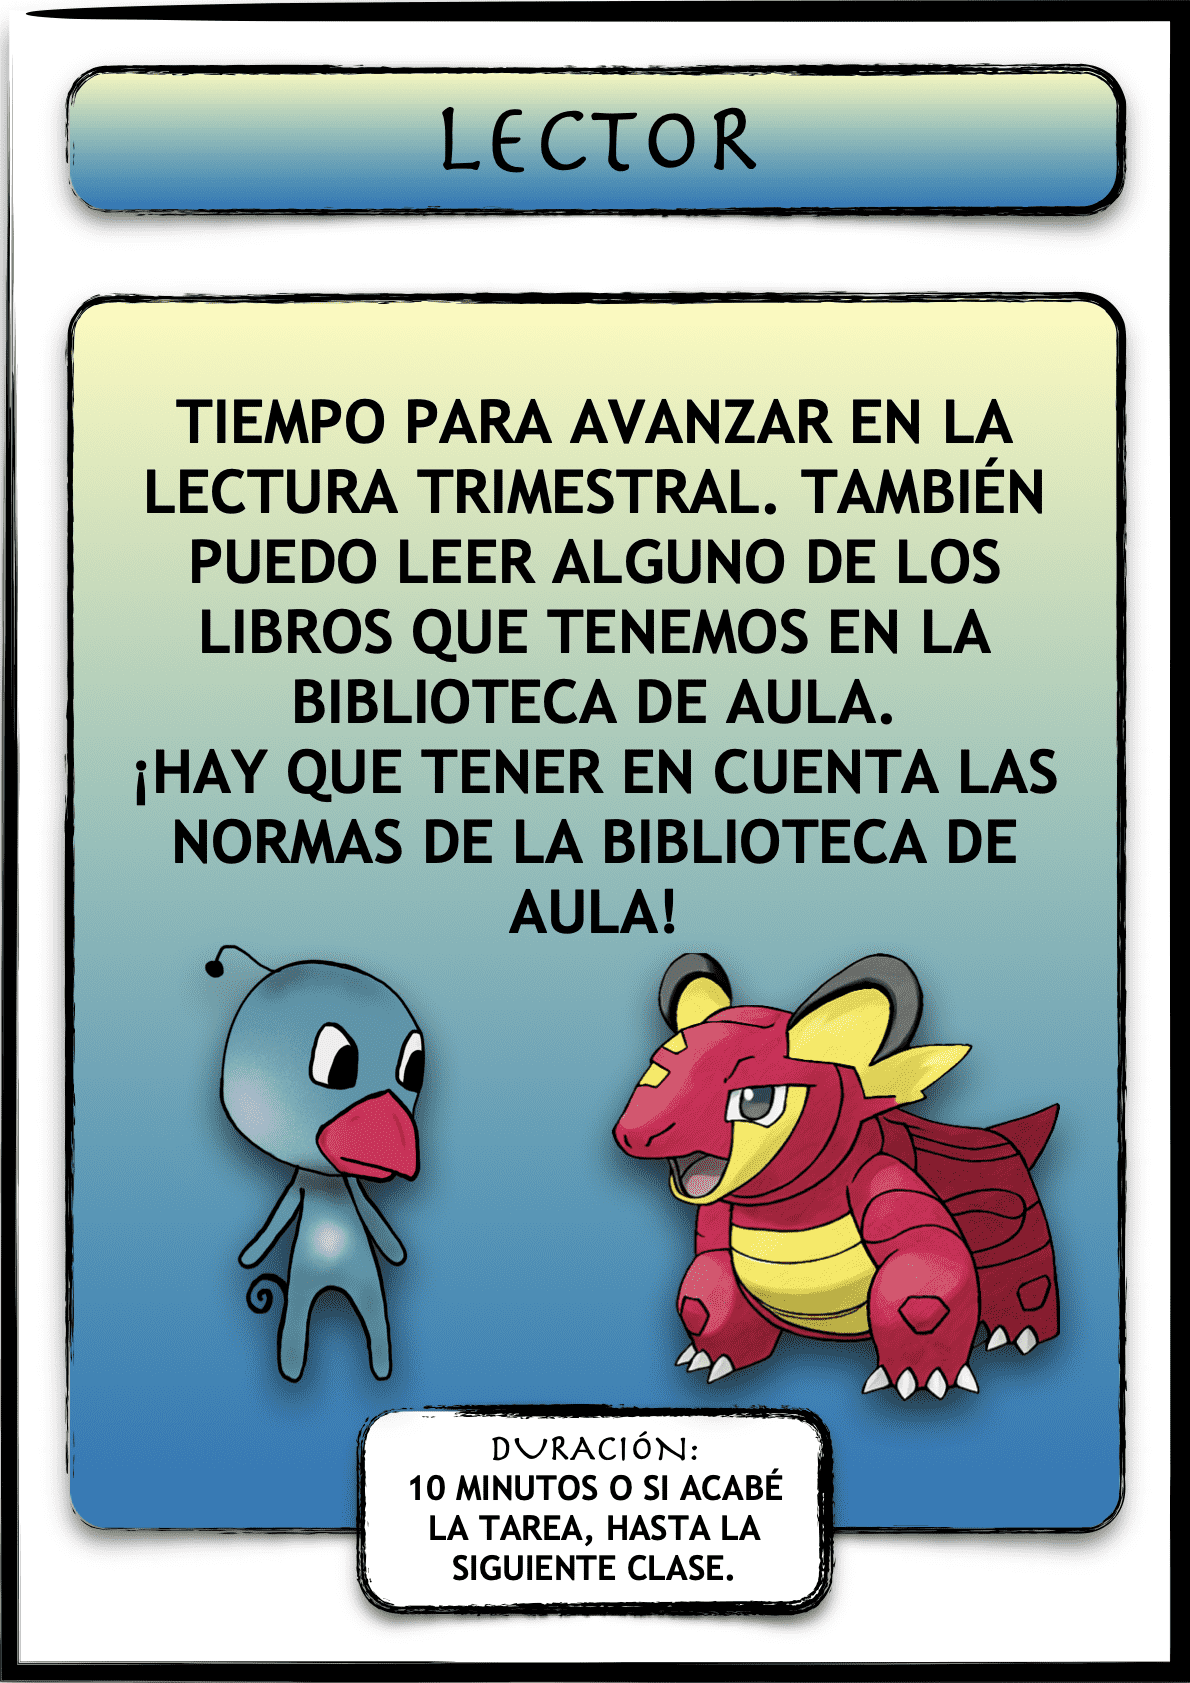 LECTOR
TIEMPO PARA AVANZAR EN LA
LECTURA TRIMESTRAL. TAMBIÉN
PUEDO LEER ALGUNO DE LOS
LIBROS QUE TENEMOS EN LA
BIBLIOTECA DE AULA.
¡HAY QUE TENER EN CUENTA LAS
NORMAS DE LA BIBLIOTECA DE
AULA!
DURACIÓN:
10 MINUTOS O SI ACABÉ
LA TAREA, HASTA LA
SIGUIENTE CLASE.